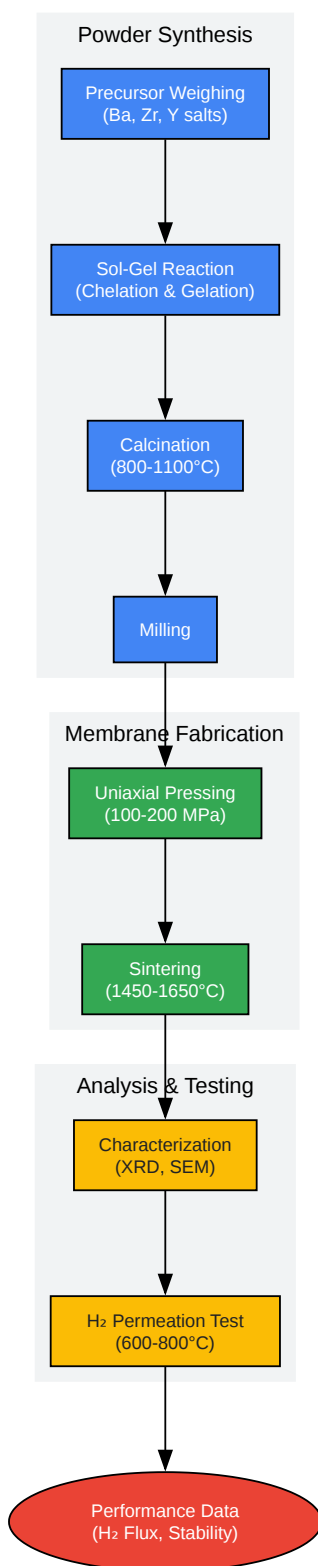 Powder Synthesis
Precursor Weighing
(Ba, Zr, Y salts)
Sol-Gel Reaction
(Chelation & Gelation)
Calcination
(800-1100°C)
Milling
Membrane Fabrication
Uniaxial Pressing
(100-200 MPa)
Sintering
(1450-1650°C)
Analysis & Testing
Characterization
(XRD, SEM)
H₂ Permeation Test
(600-800°C)
Performance Data
(H₂ Flux, Stability)